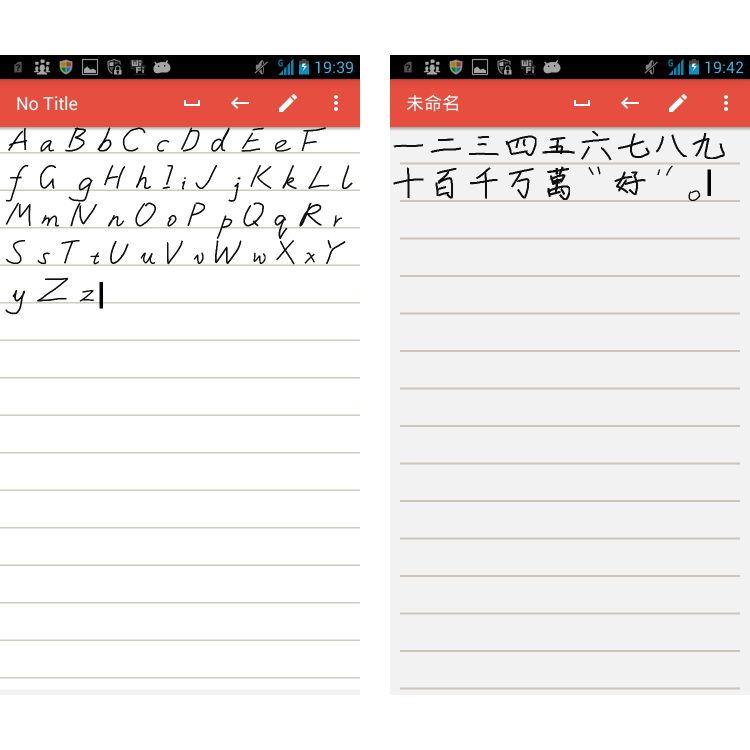 19:39
No Title
A a B b C c D d E e F
f G g H h I i J j K k L l
M m N n O o P p Q q R r
S s T t U u V v W w X x Y
y Z z
19:42
未命名
一二三四五六七八九
十百千万萬“好”。